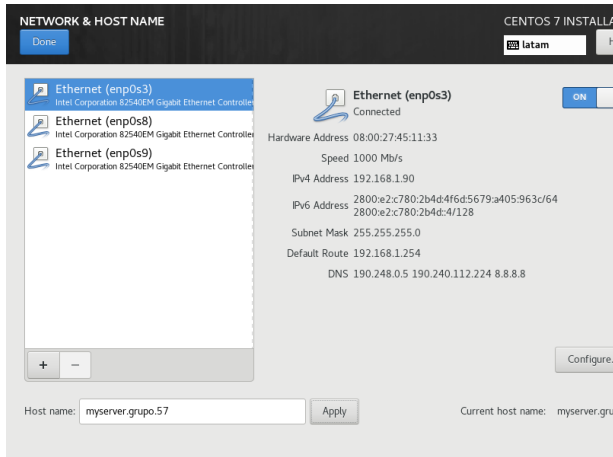 NETWORK & HOST NAME
CENTOS 7 INSTALLA
Done
latam
H
Ethernet (enp0s3)
Intel Corporation 82540EM Gigabit Ethernet Controlle
Ethernet (enp0s8)
Intel Corporation 82540EM Gigabit Ethernet Controlle
Ethernet (enp0s9)
Intel Corporation 82540EM Gigabit Ethernet Controlle
Ethernet (enp0s3)
Connected
ON
Hardware Address 08:00:27:45:11:33
Speed 1000 Mb/s
IPv4 Address 192.168.1.90
IPv6 Address 2800:e2:c780:2b4d:4f6d:5679:a405:963c/64
2800:e2:c780:2b4d::4/128
Subnet Mask 255.255.255.0
Default Route 192.168.1.254
DNS 190.248.0.5 190.240.112.224 8.8.8.8
+ −
Configure.
Host name: myserver.grupo.57 Apply Current host name: myserver.gru